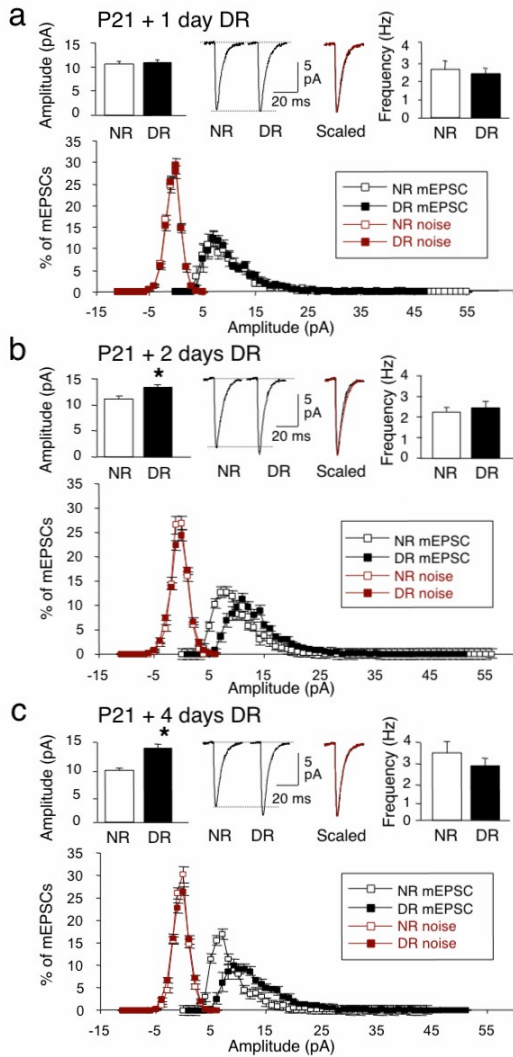 a P21 + 1 day DR
Amplitude (pA)
15
10
5
0
NR DR
5
pA
20 ms
NR DR Scaled
Frequency (Hz)
4
3
2
1
0
NR DR
% of mEPSCs
35
30
25
20
15
10
5
0
NR mEPSC
DR mEPSC
NR noise
DR noise
-15 -5 5 15 25 35 45 55
Amplitude (pA)
b P21 + 2 days DR
Amplitude (pA)
15
10
5
0
*
NR DR
5
pA
20 ms
NR DR Scaled
Frequency (Hz)
4
3
2
1
0
NR DR
% of mEPSCs
35
30
25
20
15
10
5
0
NR mEPSC
DR mEPSC
NR noise
DR noise
-15 -5 5 15 25 35 45 55
Amplitude (pA)
c P21 + 4 days DR
Amplitude (pA)
15
10
5
0
*
NR DR
5
pA
20 ms
NR DR Scaled
Frequency (Hz)
4
3
2
1
0
NR DR
% of mEPSCs
35
30
25
20
15
10
5
0
NR mEPSC
DR mEPSC
NR noise
DR noise
-15 -5 5 15 25 35 45 55
Amplitude (pA)